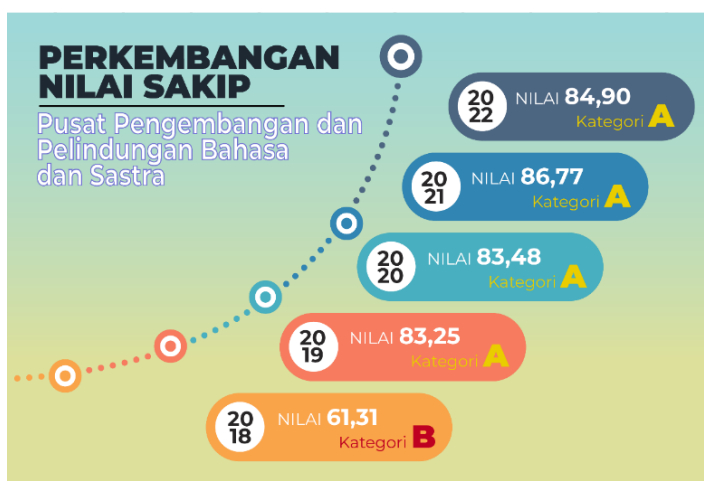 PERKEMBANGAN
NILAI SAKIP
Pusat Pengembangan dan
Pelindungan Bahasa
dan Sastra
20
22
NILAI 84,90
Kategori A
20
21
NILAI 86,77
Kategori A
20
20
NILAI 83,48
Kategori A
20
19
NILAI 83,25
Kategori A
20
18
NILAI 61,31
Kategori B